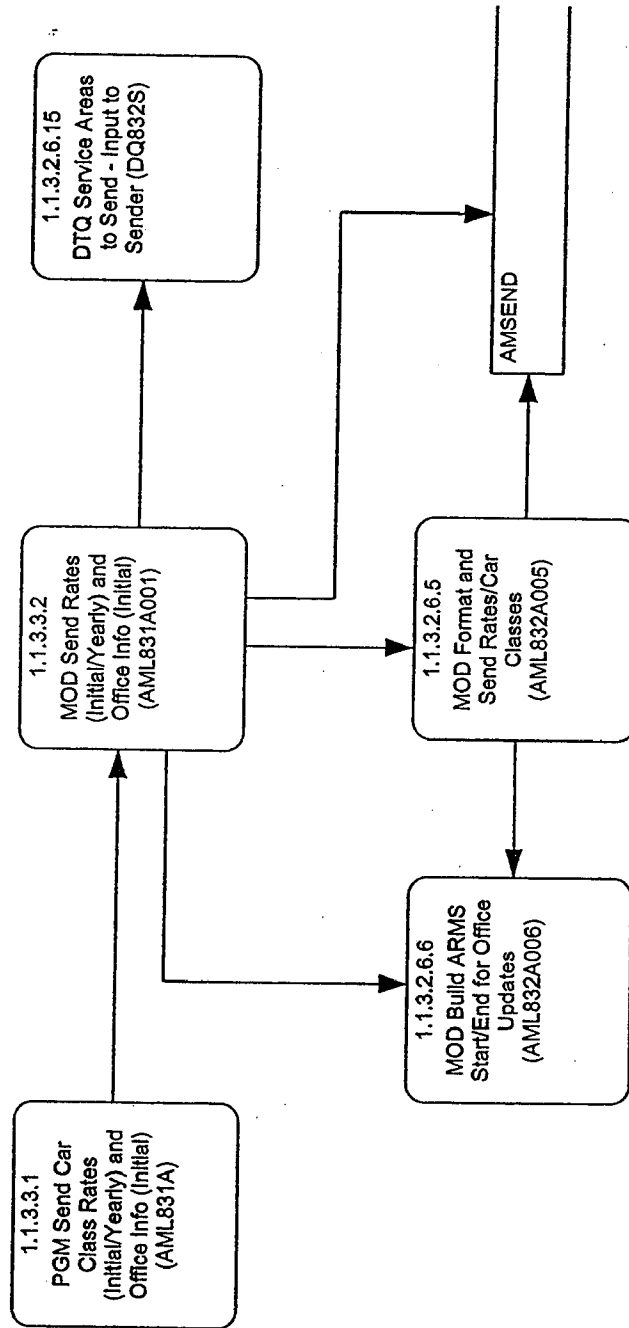 1.1.3.3.1
PGM Send Car
Class Rates
(Initial/Yearly) and
Office Info (Initial)
(AML831A)
1.1.3.3.2
MOD Send Rates
(Initial/Yearly) and
Office Info (Initial)
(AML831A001)
1.1.3.2.6.15
DTQ Service Areas
to Send - Input to
Sender (DQ832S)
1.1.3.2.6.6
MOD Build ARMS
Start/End for Office
Updates
(AML832A006)
1.1.3.2.6.5
MOD Format and
Send Rates/Car
Classes
(AML832A005)
AMSEND